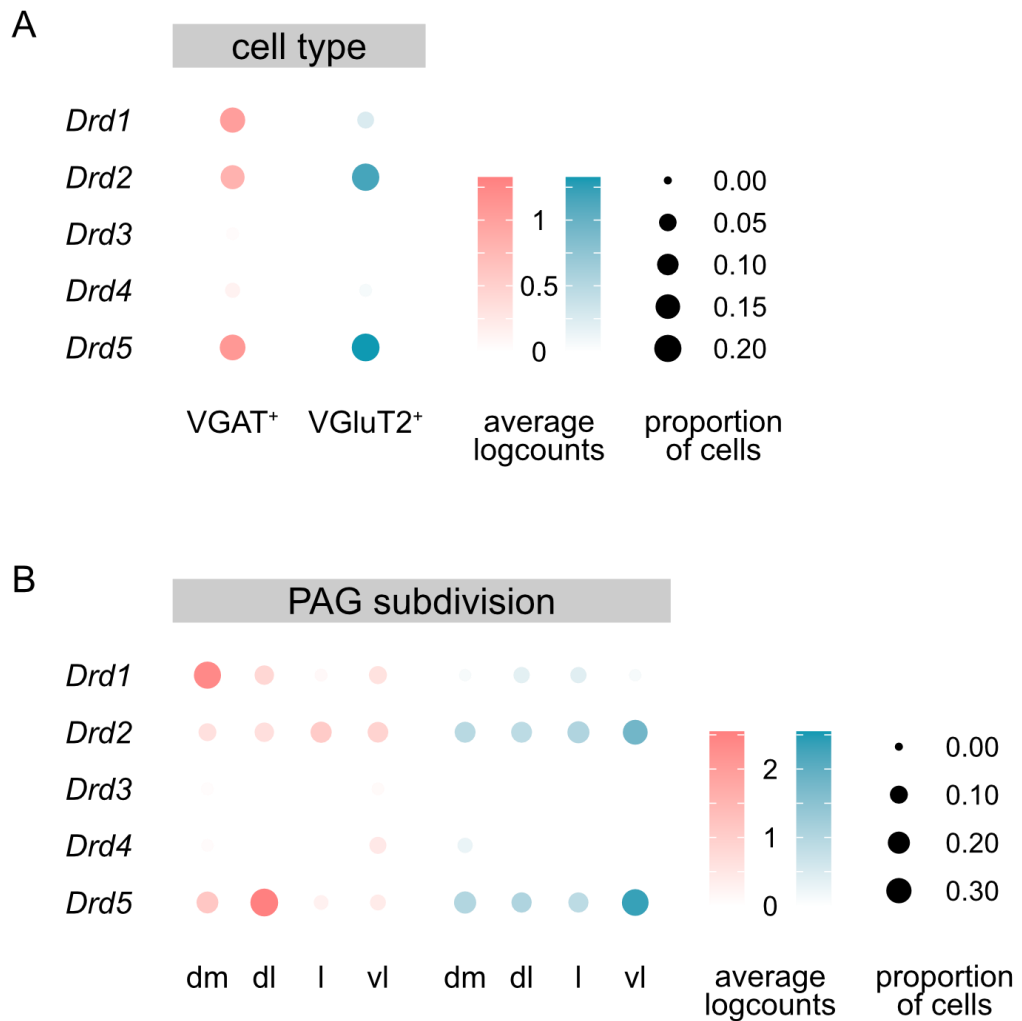 A
cell type
Drd1
Drd2
Drd3
Drd4
Drd5
VGAT⁺ VGluT2⁺
1
0.5
0
average
logcounts
0.00
0.05
0.10
0.15
0.20
proportion
of cells
B
PAG subdivision
Drd1
Drd2
Drd3
Drd4
Drd5
dm dl l vl dm dl l vl
2
1
0
average
logcounts
0.00
0.10
0.20
0.30
proportion
of cells